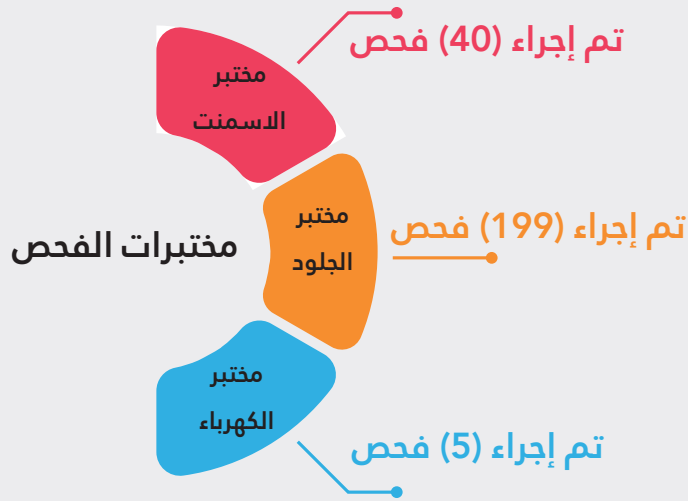 تم إجراء (40) فحص
مختبر
الاسمنت
تم إجراء (199) فحص
مختبر
الجلود
مختبرات الفحص
مختبر
الكهرباء
تم إجراء (5) فحص